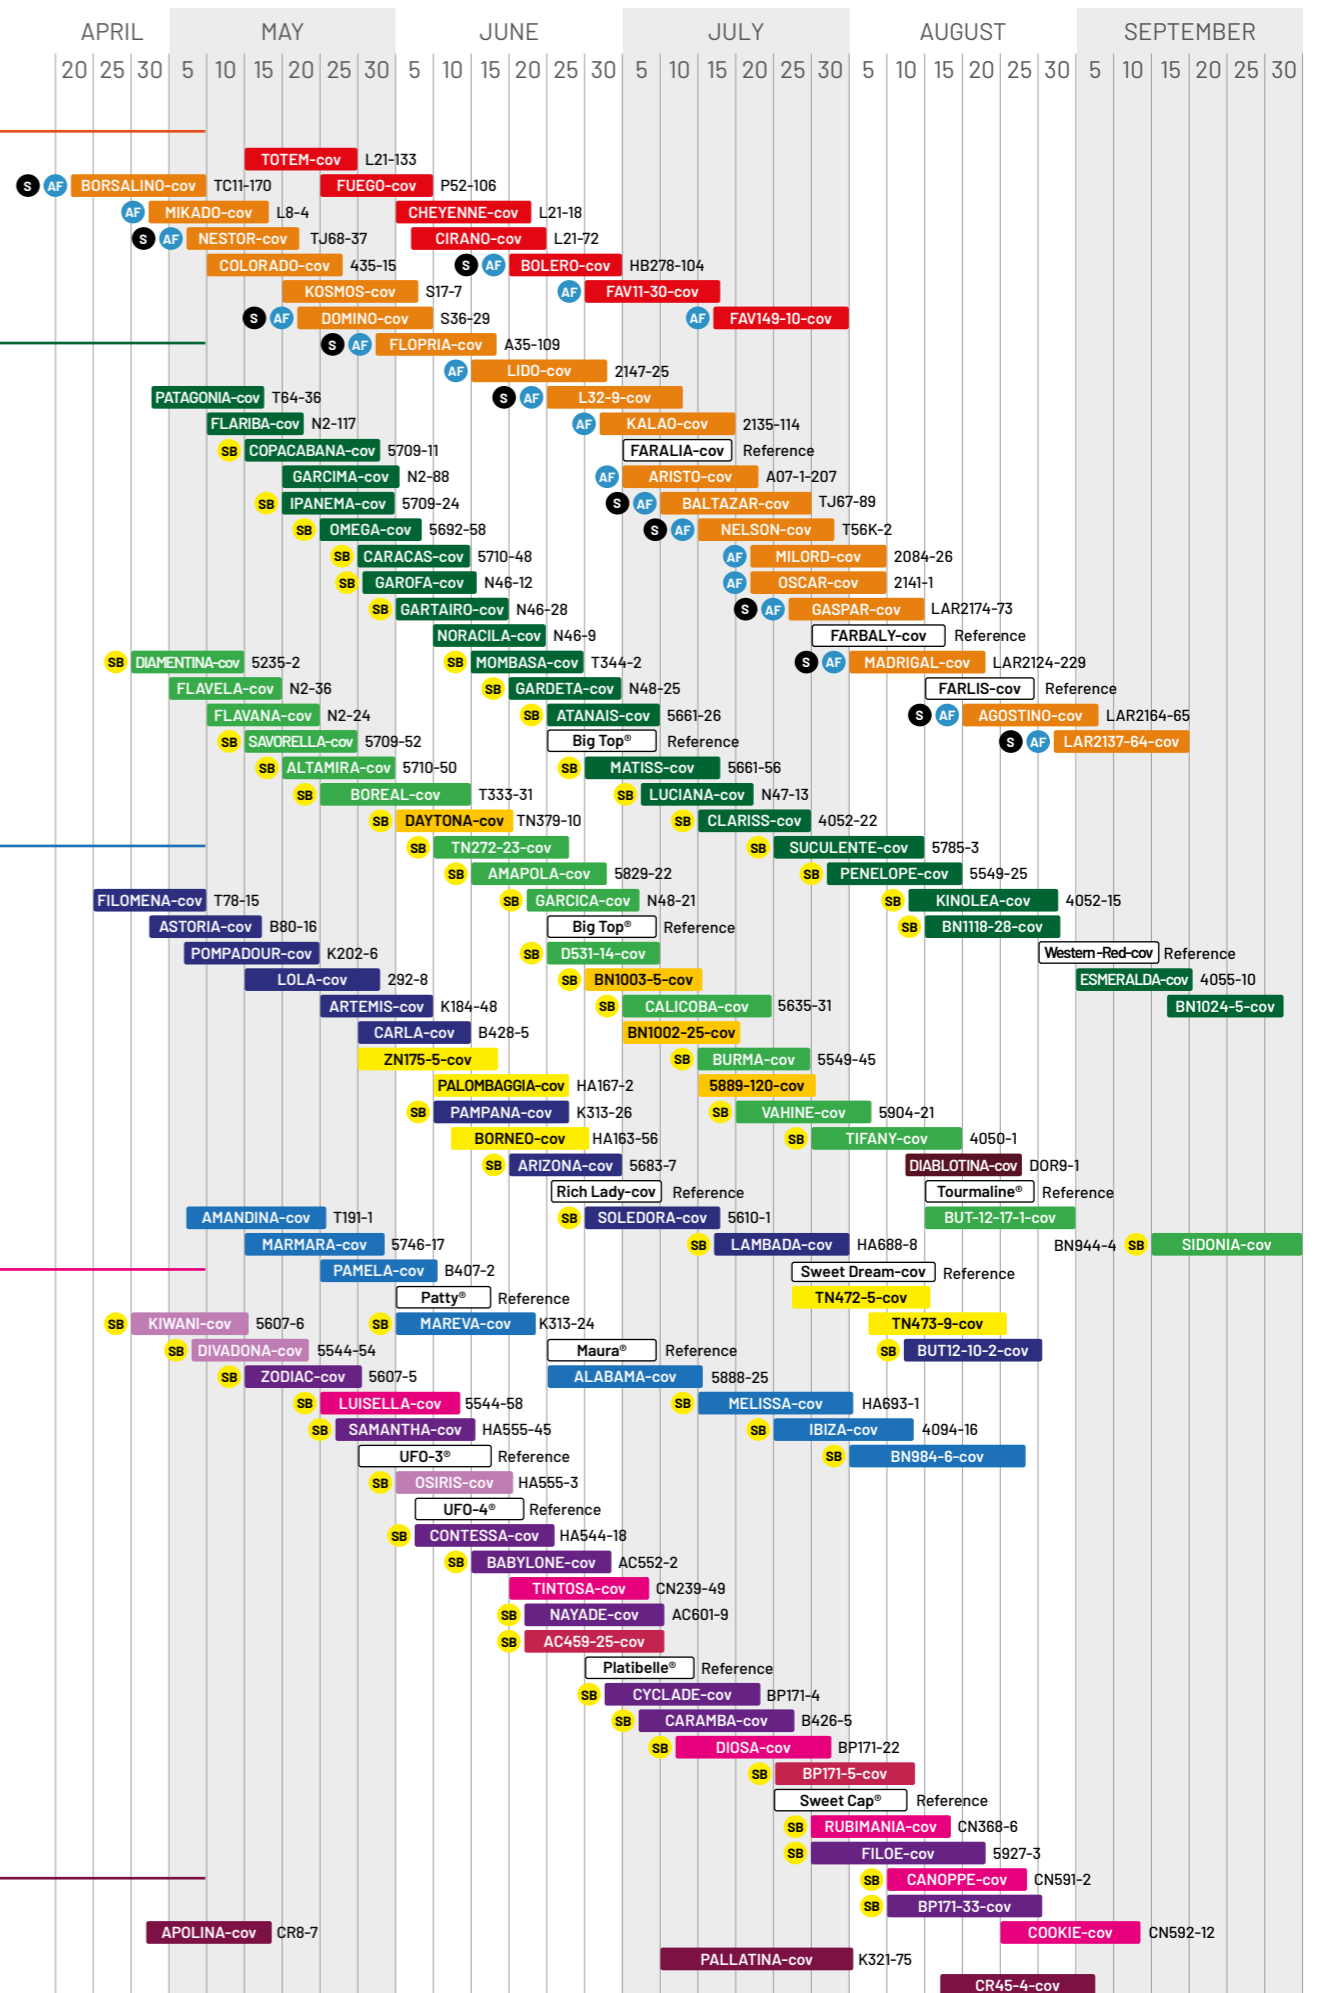 APRIL MAY JUNE JULY AUGUST SEPTEMBER
20 25 30 5 10 15 20 25 30 5 10 15 20 25 30 5 10 15 20 25 30 5 10 15 20 25 30 5 10 15 20 25 30
TOTEM-cov L21-133
S AF BORSALINO-cov TC11-170 FUEGO-cov P52-106
AF MIKADO-cov L8-4 CHEYENNE-cov L21-18
S AF NESTOR-cov TJ68-37 CIRANO-cov L21-72
COLORADO-cov 435-15 S AF BOLERO-cov HB278-104
KOSMOS-cov S17-7 AF FAV11-30-cov
S AF DOMINO-cov S36-29 AF FAV149-10-cov
S AF FLOPRIA-cov A35-109
AF LIDO-cov 2147-25
PATAGONIA-cov T64-36 S AF L32-9-cov
FLARIBA-cov N2-117 AF KALAO-cov 2135-114
SB COPACABANA-cov 5709-11 FARALIA-cov Reference
GARCIMA-cov N2-88 AF ARISTO-cov A07-1-207
SB IPANEMA-cov 5709-24 S AF BALTAZAR-cov TJ67-89
SB OMEGA-cov 5692-58 S AF NELSON-cov T56K-2
SB CARACAS-cov 5710-48 AF MILORD-cov 2084-26
SB GAROFA-cov N46-12 AF OSCAR-cov 2141-1
SB GARTAIRO-cov N46-28 S AF GASPAR-cov LAR2174-73
NORACILA-cov N46-9 FARBALY-cov Reference
SB DIAMENTINA-cov 5235-2 SB MOMBASA-cov T344-2 S AF MADRIGAL-cov LAR2124-229
FLAVELA-cov N2-36 SB GARDETA-cov N48-25 FARLIS-cov Reference
FLAVANA-cov N2-24 SB ATANAIS-cov 5661-26 S AF AGOSTINO-cov LAR2164-65
SB SAVORELLA-cov 5709-52 Big Top® Reference S AF LAR2137-64-cov
SB ALTAMIRA-cov 5710-50 SB MATISS-cov 5661-56
SB BOREAL-cov T333-31 SB LUCIANA-cov N47-13
SB DAYTONA-cov TN379-10 SB CLARISS-cov 4052-22
SB TN272-23-cov SB SUCULENTE-cov 5785-3
SB AMAPOLA-cov 5829-22 SB PENELOPE-cov 5549-25
FILOMENA-cov T78-15 SB GARCICA-cov N48-21 SB KINOLEA-cov 4052-15
ASTORIA-cov B80-16 Big Top® Reference SB BN1118-28-cov
POMPADOUR-cov K202-6 SB D531-14-cov Western-Red-cov Reference
LOLA-cov 292-8 SB BN1003-5-cov ESMERALDA-cov 4055-10
ARTEMIS-cov K184-48 SB CALICOBA-cov 5635-31 BN1024-5-cov
CARLA-cov B428-5 BN1002-25-cov
ZN175-5-cov SB BURMA-cov 5549-45
PALOMBAGGIA-cov HA167-2 5889-120-cov
SB PAMPANA-cov K313-26 SB VAHINE-cov 5904-21
BORNEO-cov HA163-56 SB TIFANY-cov 4050-1
SB ARIZONA-cov 5683-7 DIABLOTINA-cov DOR9-1
Rich Lady-cov Reference Tourmaline® Reference
AMANDINA-cov T191-1 SB SOLEDORA-cov 5610-1 BUT-12-17-1-cov
MARMARA-cov 5746-17 SB LAMBADA-cov HA688-8 BN944-4 SB SIDONIA-cov
PAMELA-cov B407-2 Sweet Dream-cov Reference
Patty® Reference TN472-5-cov
SB KIWANI-cov 5607-6 SB MAREVA-cov K313-24 TN473-9-cov
SB DIVADONA-cov 5544-54 Maura® Reference SB BUT12-10-2-cov
SB ZODIAC-cov 5607-5 ALABAMA-cov 5888-25
SB LUISELLA-cov 5544-58 SB MELISSA-cov HA693-1
SB SAMANTHA-cov HA555-45 SB IBIZA-cov 4094-16
UFO-3® Reference SB BN984-6-cov
SB OSIRIS-cov HA555-3
UFO-4® Reference
SB CONTESSA-cov HA544-18
SB BABYLONE-cov AC552-2
TINTOSA-cov CN239-49
SB NAYADE-cov AC601-9
SB AC459-25-cov
Platibelle® Reference
SB CYCLADE-cov BP171-4
SB CARAMBA-cov B426-5
SB DIOSA-cov BP171-22
SB BP171-5-cov
Sweet Cap® Reference
SB RUBIMANIA-cov CN368-6
SB FILOE-cov 5927-3
SB CANOPPE-cov CN591-2
SB BP171-33-cov
APOLINA-cov CR8-7 COOKIE-cov CN592-12
PALLATINA-cov K321-75
CR45-4-cov